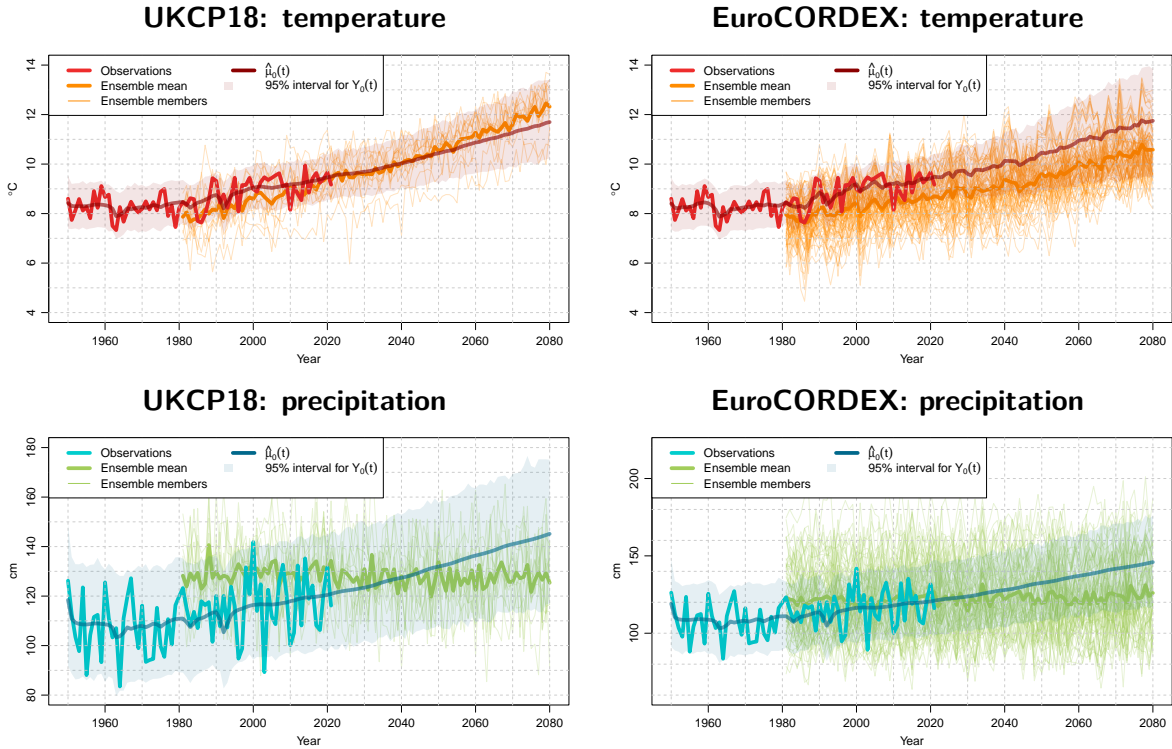 UKCP18: temperature
Observations
Ensemble mean
Ensemble members
μ̂₀(t)
95% interval for Y₀(t)
°C
4 6 8 10 12 14
1960 1980 2000 2020 2040 2060 2080
Year
EuroCORDEX: temperature
Observations
Ensemble mean
Ensemble members
μ̂₀(t)
95% interval for Y₀(t)
°C
4 6 8 10 12 14
1960 1980 2000 2020 2040 2060 2080
Year
UKCP18: precipitation
Observations
Ensemble mean
Ensemble members
μ̂₀(t)
95% interval for Y₀(t)
cm
80 100 120 140 160 180
1960 1980 2000 2020 2040 2060 2080
Year
EuroCORDEX: precipitation
Observations
Ensemble mean
Ensemble members
μ̂₀(t)
95% interval for Y₀(t)
cm
100 150 200
1960 1980 2000 2020 2040 2060 2080
Year